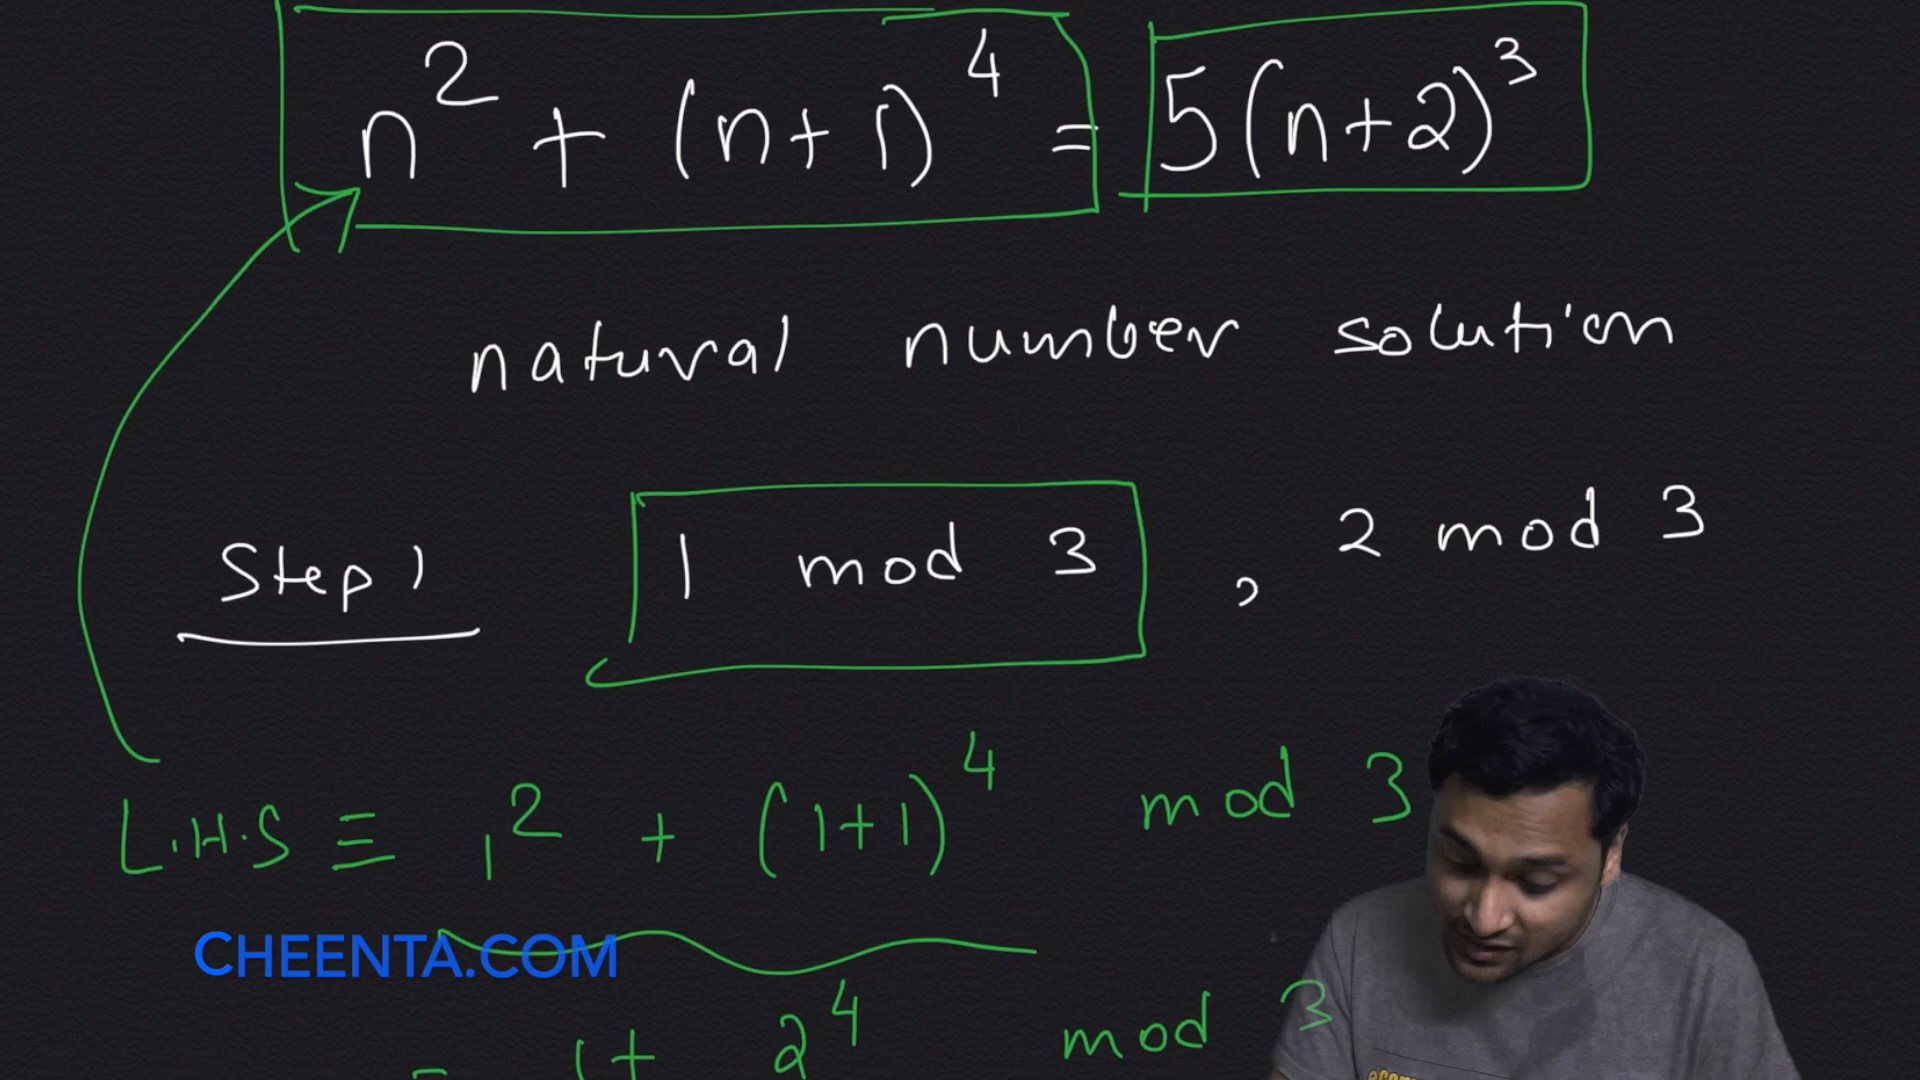 n² + (n+1)⁴ = 5(n+2)³
natural number solution
Step 1 1 mod 3 , 2 mod 3
L.H.S ≡ 1² + (1+1)⁴ mod 3
CHEENTA.COM
1+ 2⁴ mod 3